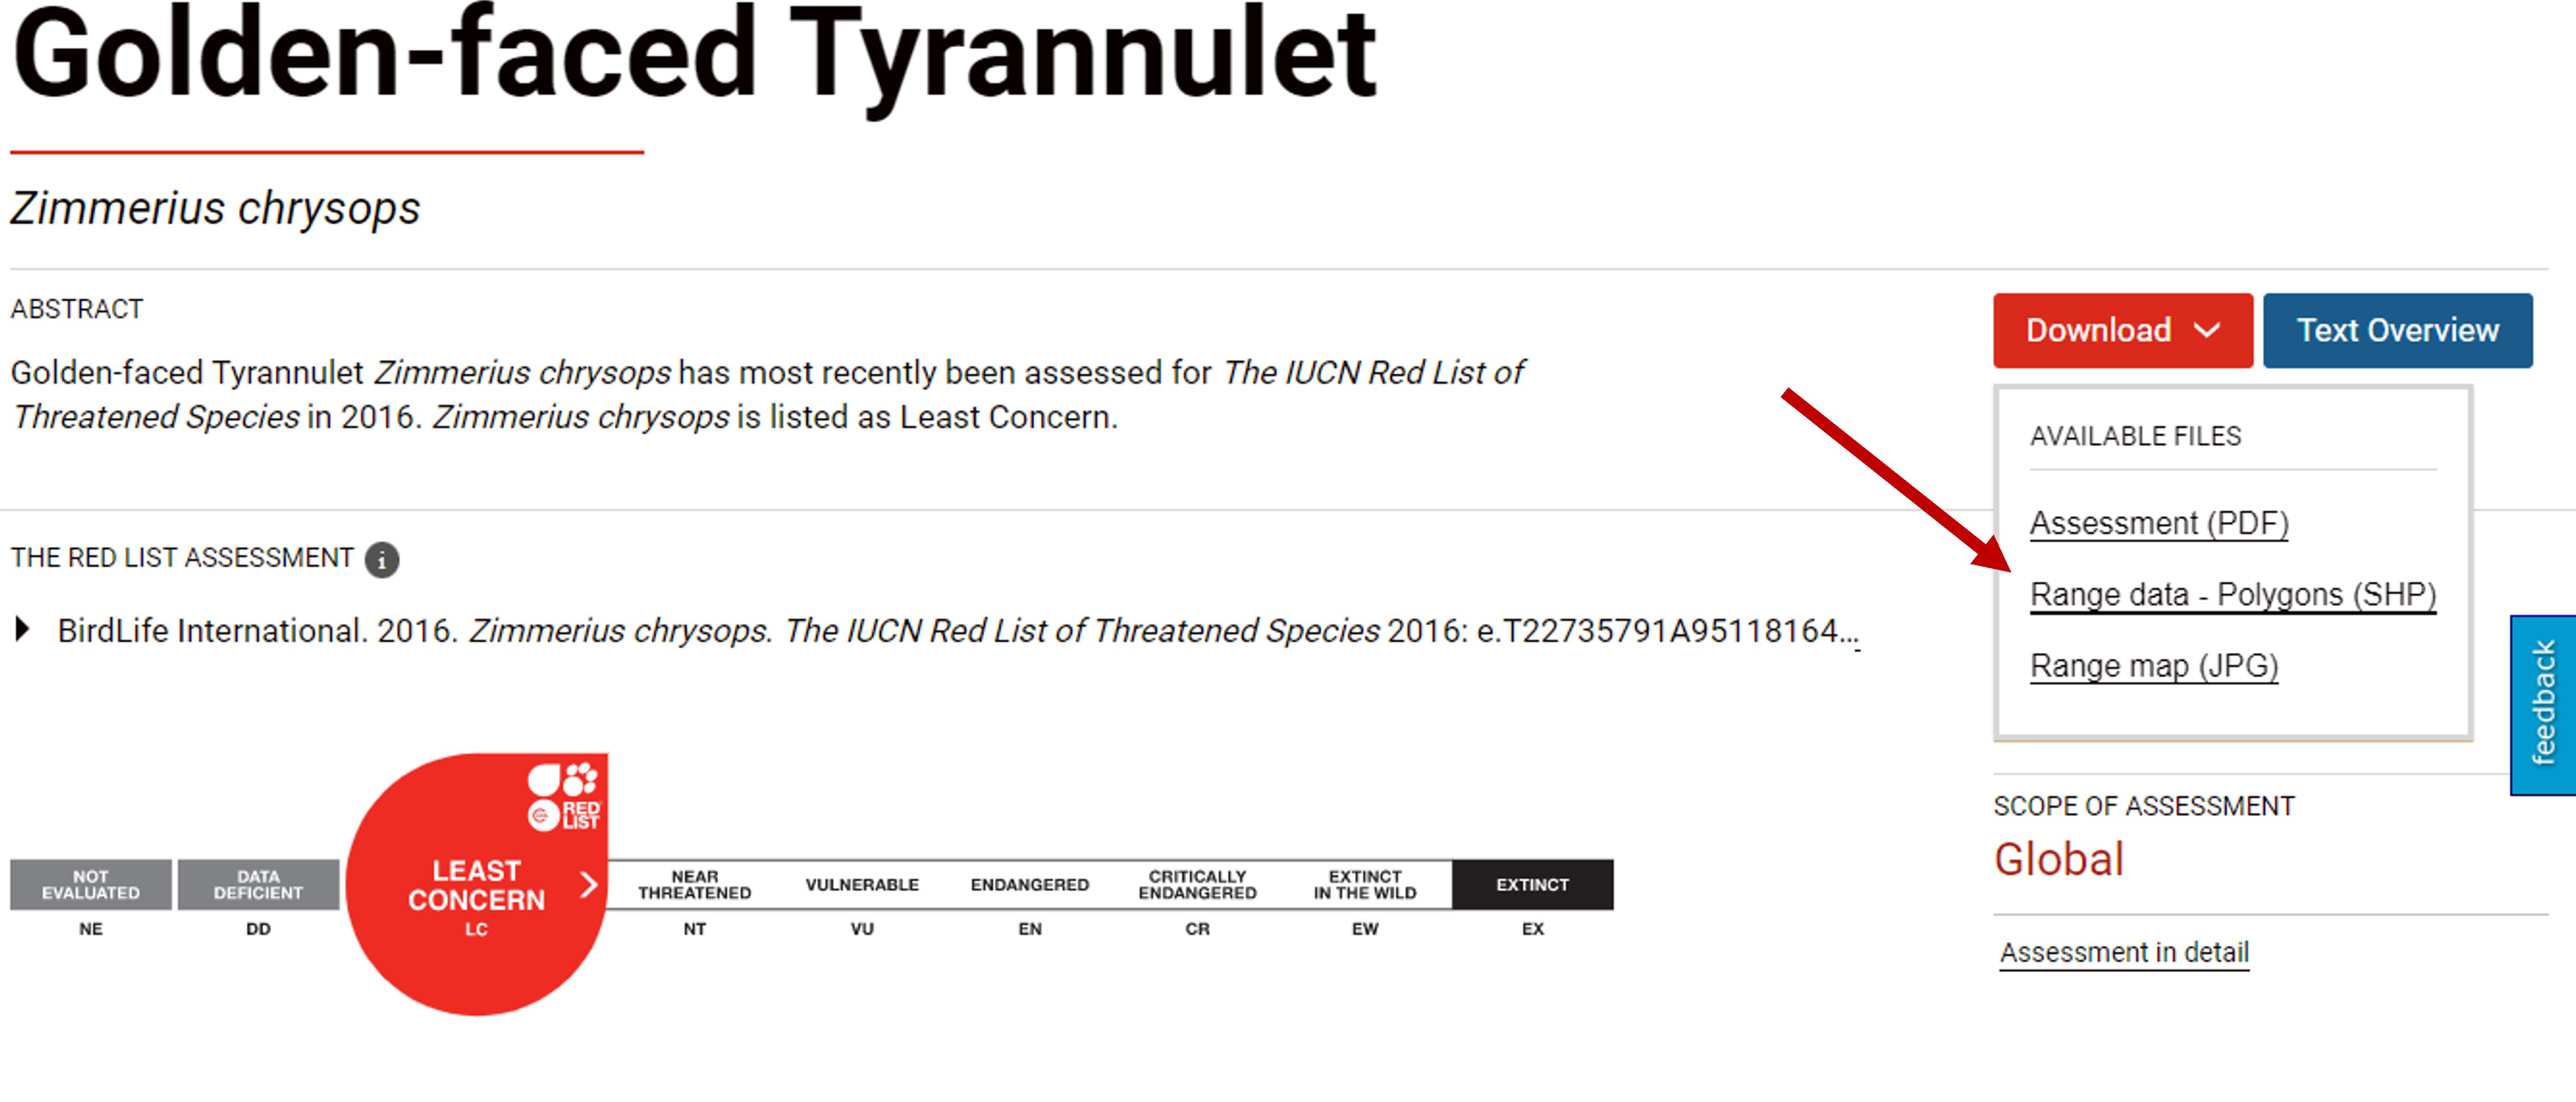 Golden-faced Tyrannulet
Zimmerius chrysops
ABSTRACT
Golden-faced Tyrannulet Zimmerius chrysops has most recently been assessed for The IUCN Red List of
Threatened Species in 2016. Zimmerius chrysops is listed as Least Concern.
Download
Text Overview
AVAILABLE FILES
Assessment (PDF)
Range data - Polygons (SHP)
Range map (JPG)
THE RED LIST ASSESSMENT i
BirdLife International. 2016. Zimmerius chrysops. The IUCN Red List of Threatened Species 2016: e.T22735791A95118164...
feedback
SCOPE OF ASSESSMENT
Global
Assessment in detail
RED
LIST
NOT
EVALUATED
NE
DATA
DEFICIENT
DD
LEAST
CONCERN
LC
NEAR
THREATENED
NT
VULNERABLE
VU
ENDANGERED
EN
CRITICALLY
ENDANGERED
CR
EXTINCT
IN THE WILD
EW
EXTINCT
EX